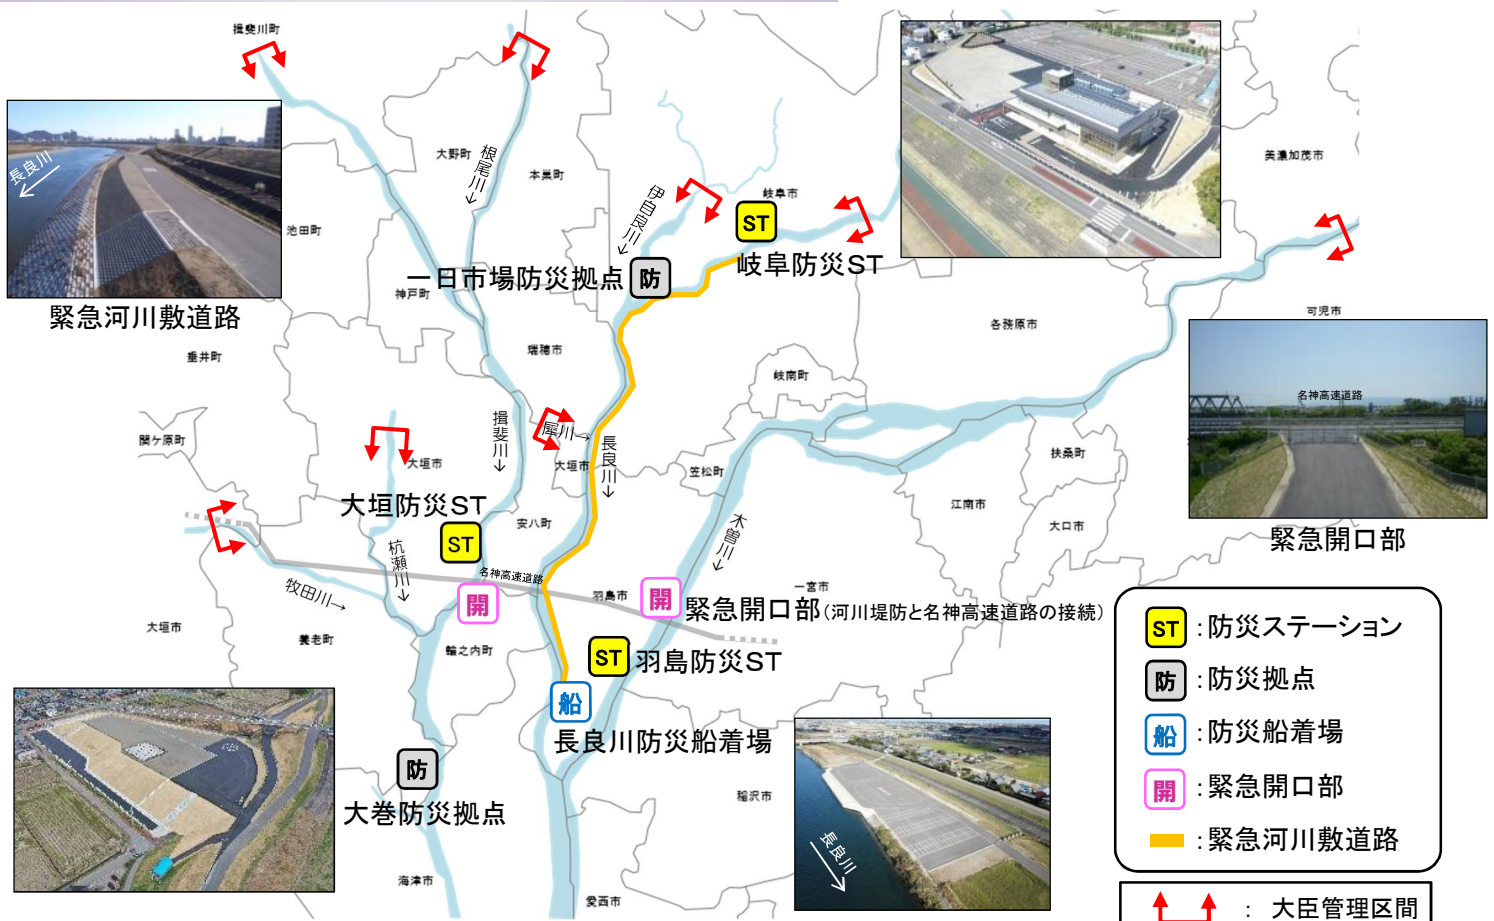 揖斐川町
大野町
根尾川→
本巣町
伊自良川→
岐阜市
美濃加茂市
長良川
池田町
ST
岐阜防災ST
一日市場防災拠点
防
神戸町
緊急河川敷道路
各務原市
可児市
垂井町
瑞穂市
岐南町
名神高速道路
関ケ原町
揖斐川→
犀川→
長良川→
大垣市
大垣市
笠松町
扶桑町
江南市
大口市
大垣防災ST
ST
安八町
木曽川→
緊急開口部
杭瀬川→
名神高速道路
牧田川→
開
羽島市
開
一宮市
緊急開口部(河川堤防と名神高速道路の接続)
大垣市
養老町
輪之内町
ST
羽島防災ST
船
長良川防災船着場
防
大巻防災拠点
稲沢市
長良川
海津市
愛西市
ST:防災ステーション
防:防災拠点
船:防災船着場
開:緊急開口部
:緊急河川敷道路
: 大臣管理区間